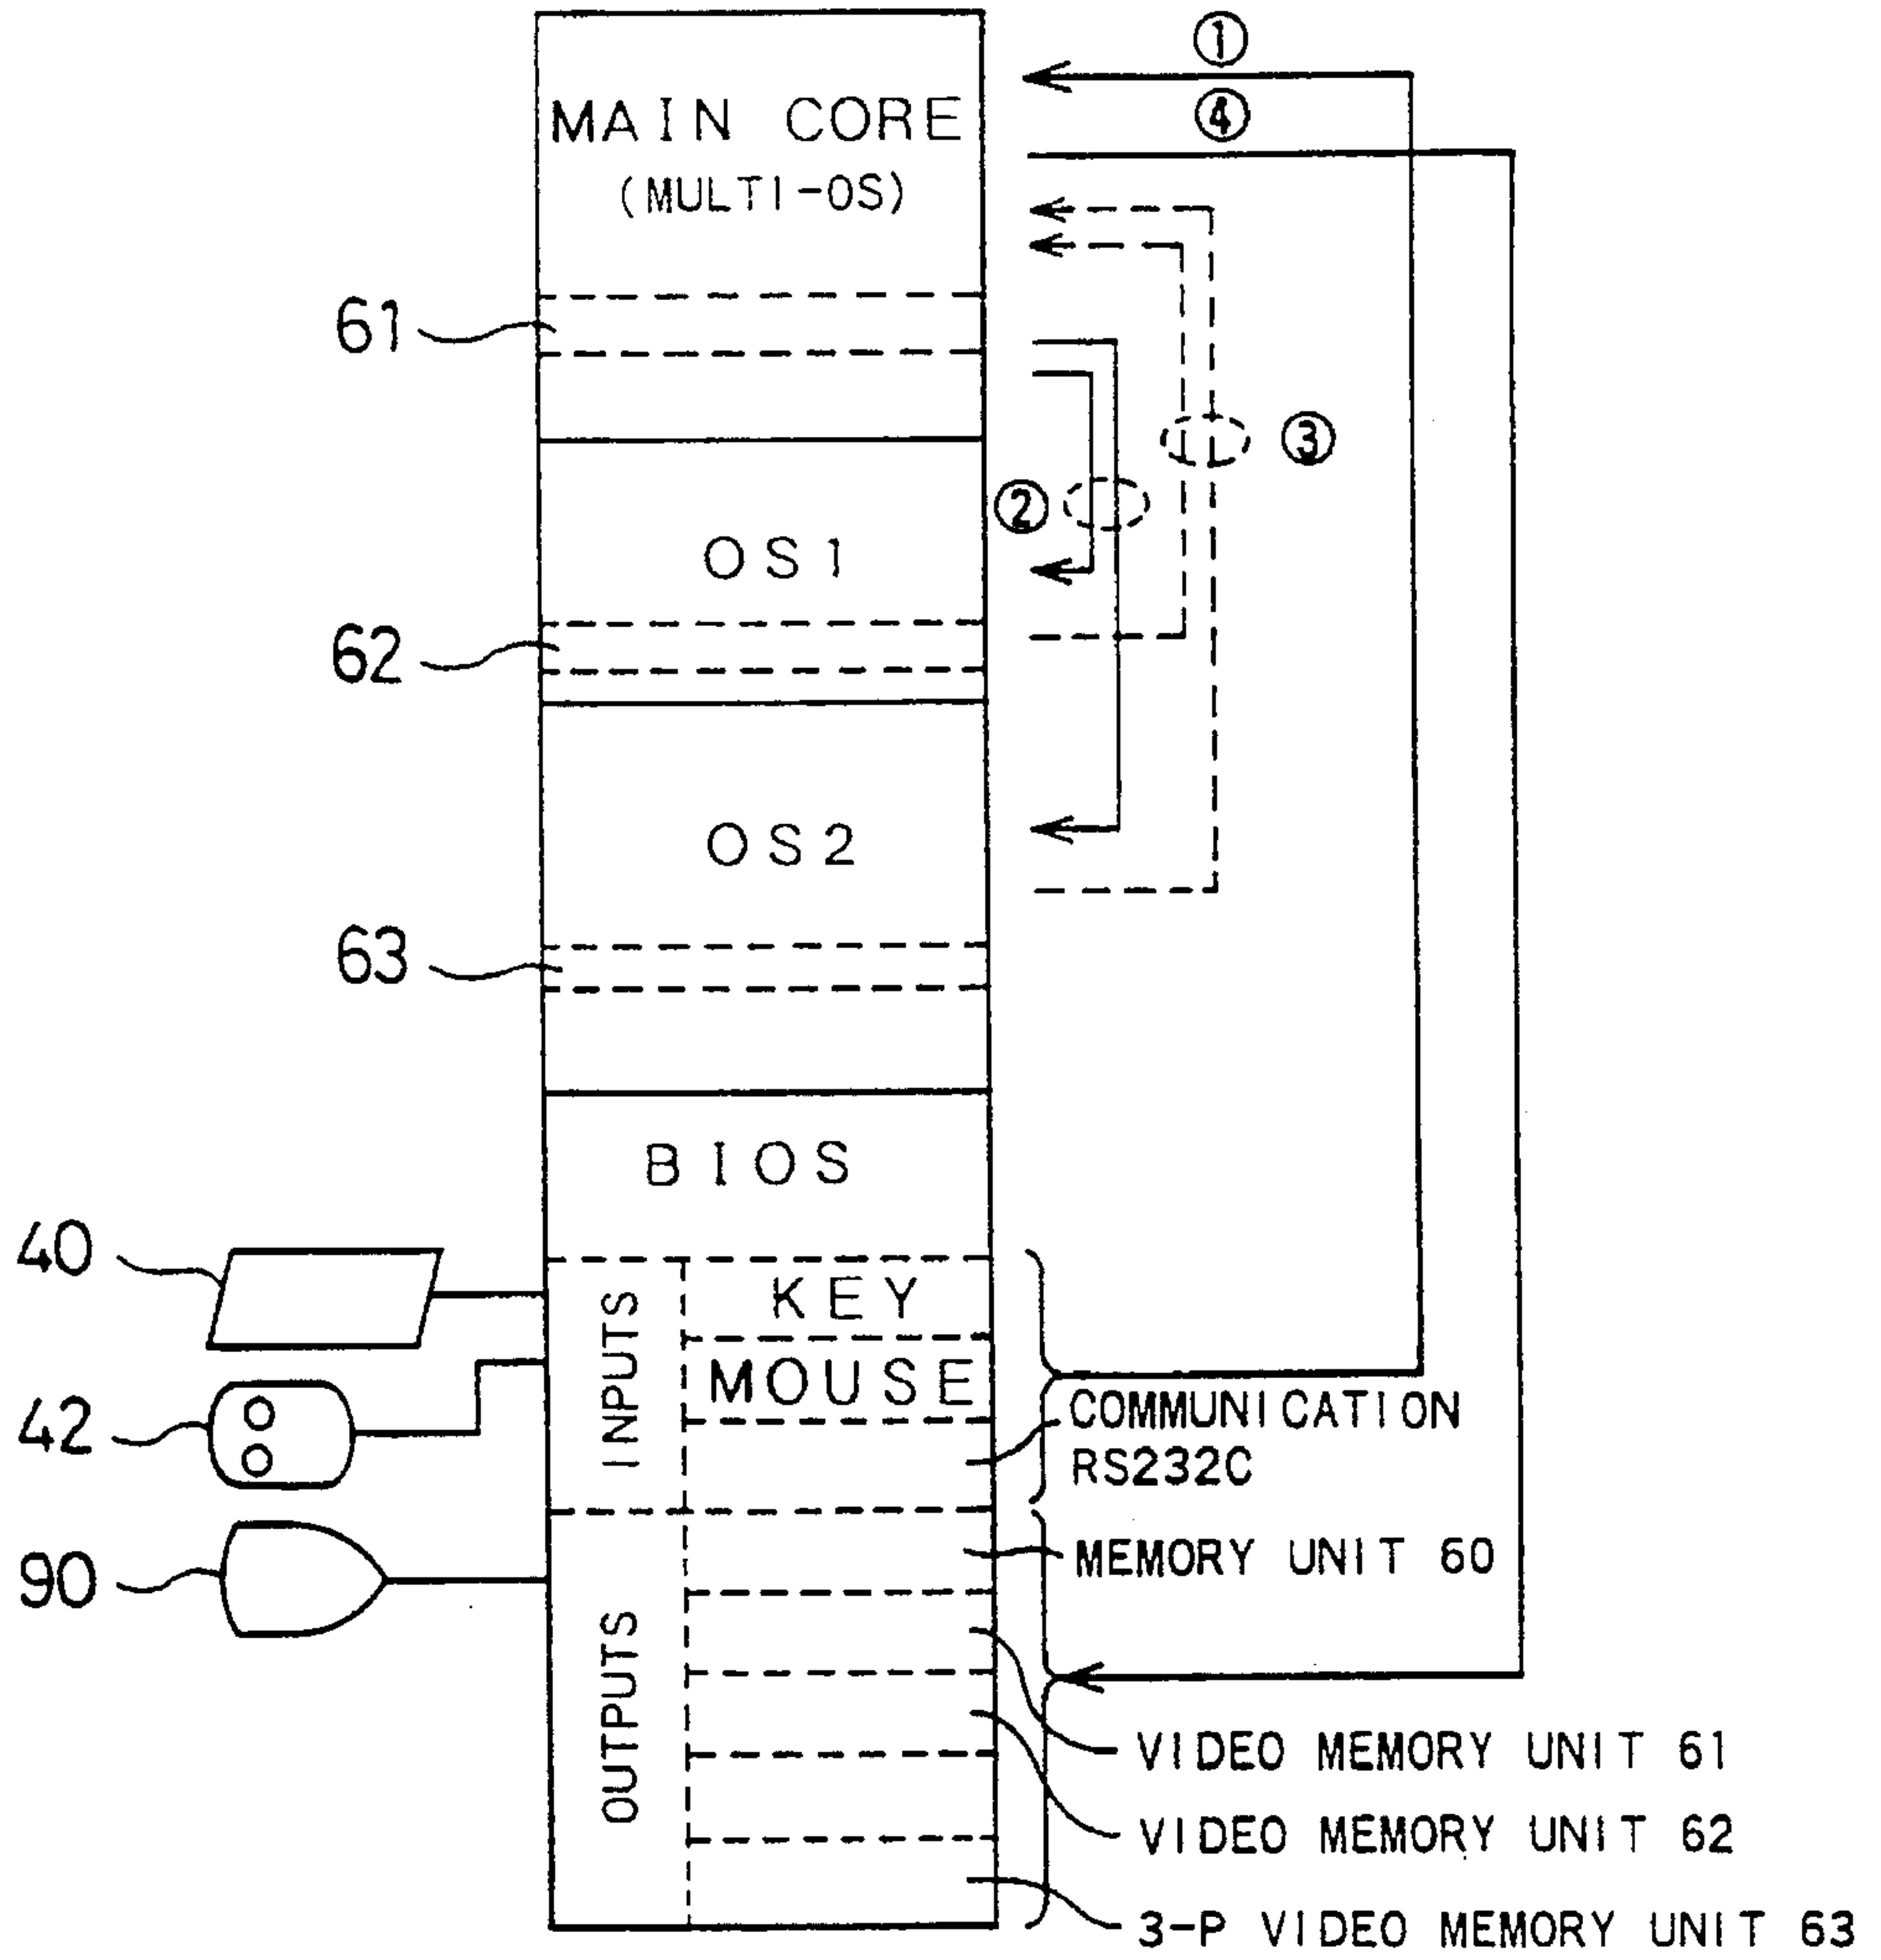 ①
MAIN CORE
④
(MULTI-OS)
61
③
②
OS1
62
OS2
63
BIOS
40
INPUTS
KEY
MOUSE
42
COMMUNICATION
RS232C
90
MEMORY UNIT 60
OUTPUTS
VIDEO MEMORY UNIT 61
VIDEO MEMORY UNIT 62
3-P VIDEO MEMORY UNIT 63